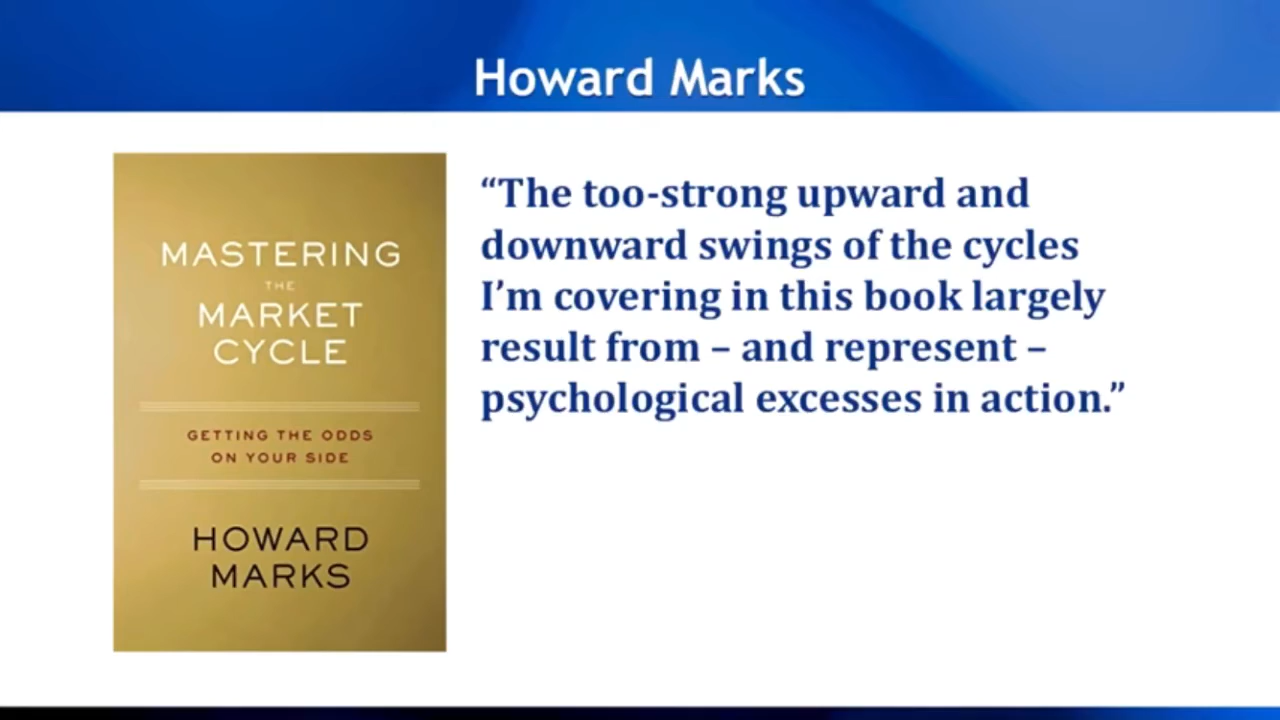 Howard Marks
MASTERING
THE
MARKET
CYCLE
GETTING THE ODDS
ON YOUR SIDE
HOWARD
MARKS
“The too-strong upward and
downward swings of the cycles
I’m covering in this book largely
result from – and represent –
psychological excesses in action.”